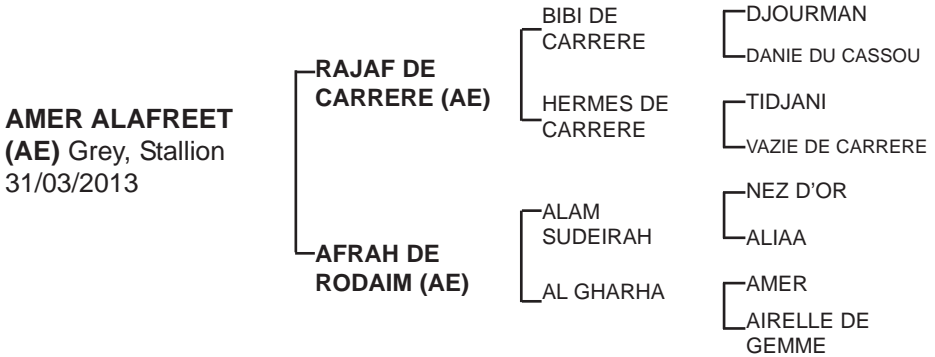 AMER ALAFREET
(AE) Grey, Stallion
31/03/2013
RAJAF DE
CARRERE (AE)
AFRAH DE
RODAIM (AE)
BIBI DE
CARRERE
HERMES DE
CARRERE
ALAM
SUDEIRAH
AL GHARHA
DJOURMAN
DANIE DU CASSOU
TIDJANI
VAZIE DE CARRERE
NEZ D'OR
ALIAA
AMER
AIRELLE DE
GEMME